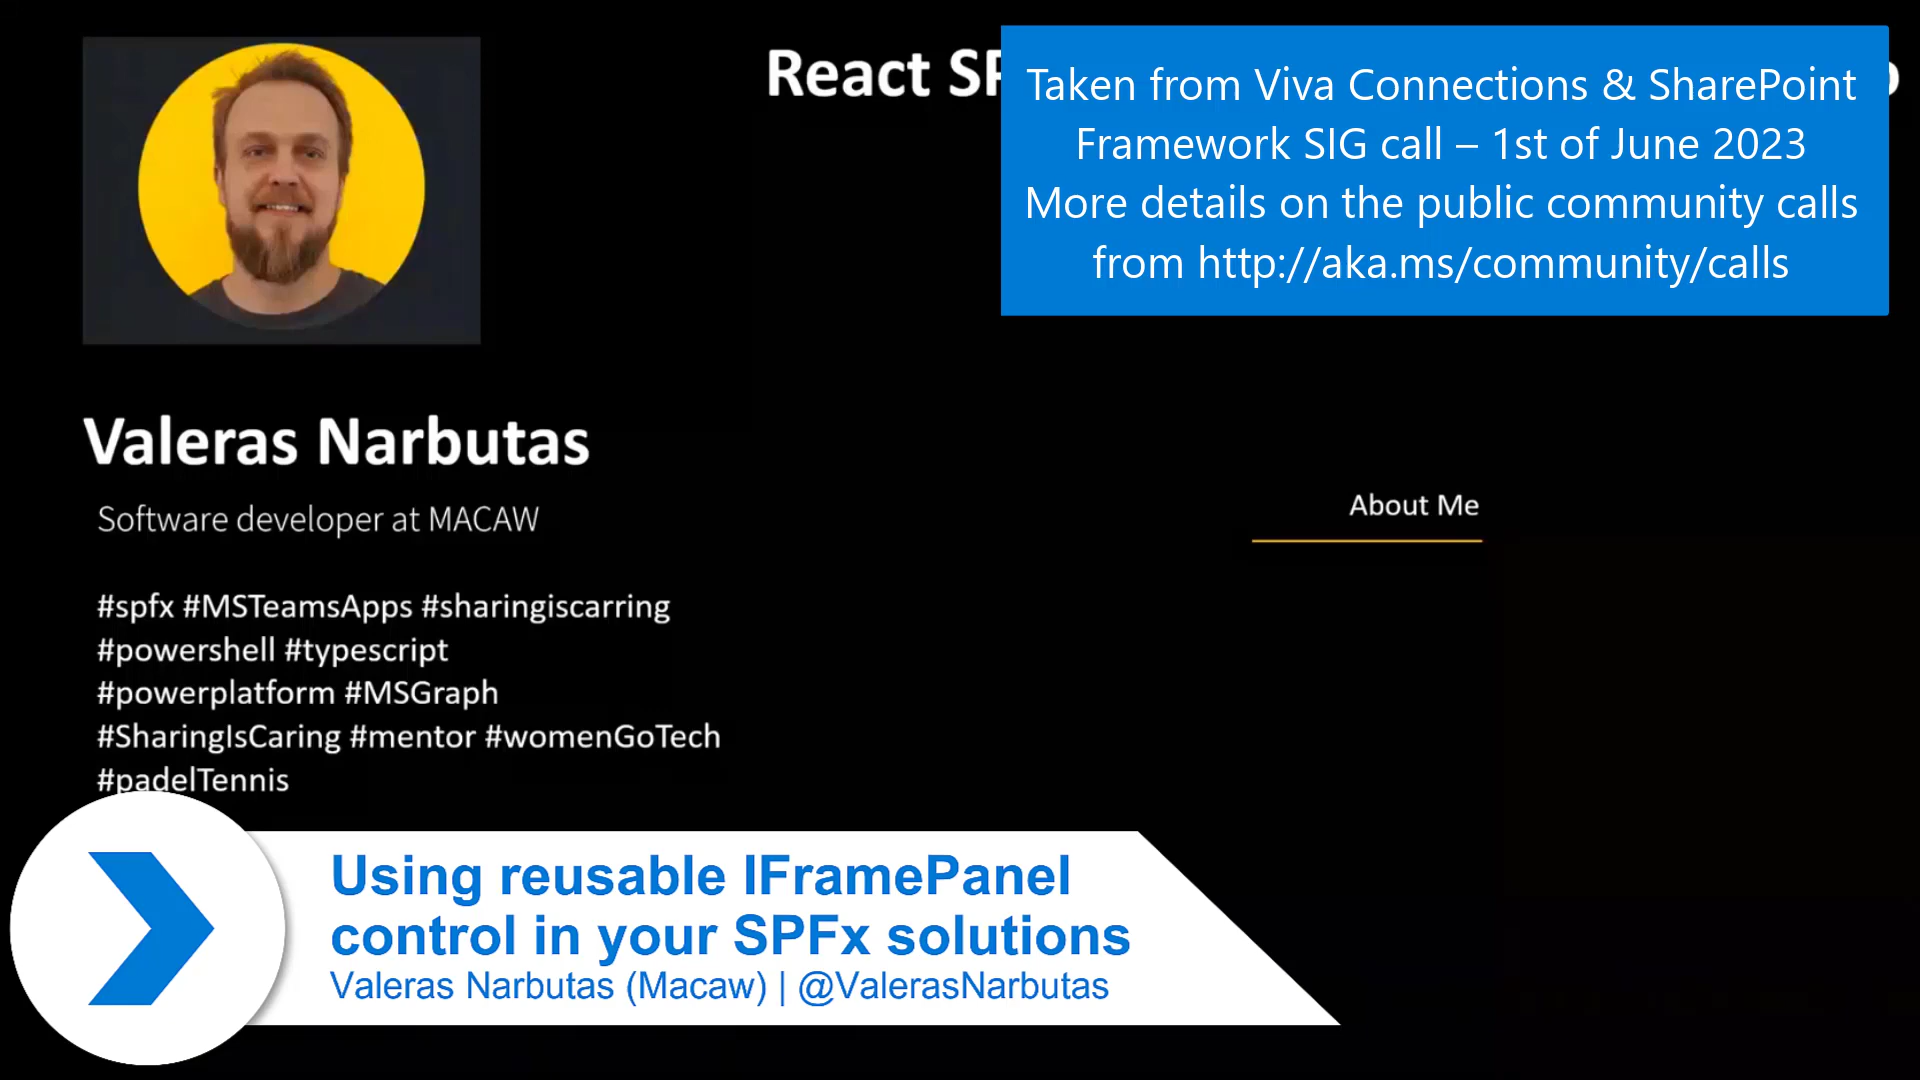 React
Taken from Viva Connections & SharePoint
Framework SIG call – 1st of June 2023
More details on the public community calls
from http://aka.ms/community/calls
Valeras Narbutas
Software developer at MACAW
About Me
#spfx #MSTeamsApps #sharingiscarring
#powershell #typescript
#powerplatform #MSGraph
#SharingIsCaring #mentor #womenGoTech
#padelTennis
Using reusable IFramePanel
control in your SPFx solutions
Valeras Narbutas (Macaw) | @ValerasNarbutas